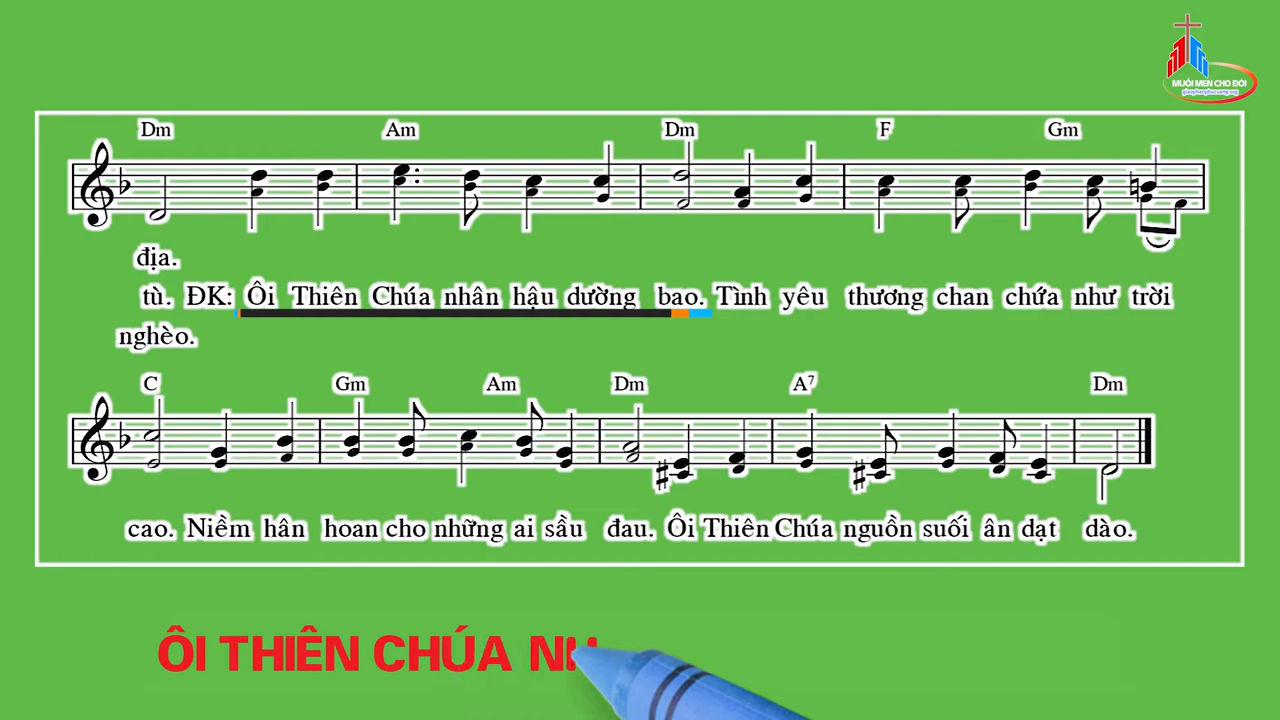 MUỐI MEN CHO ĐỜI
giaophanphucuong.org
Dm Am Dm F Gm
địa.
tù. ĐK: Ôi Thiên Chúa nhân hậu dường bao. Tình yêu thương chan chứa như trời
nghèo.
C Gm Am Dm A7 Dm
cao. Niềm hân hoan cho những ai sầu đau. Ôi Thiên Chúa nguồn suối ân dạt dào.
ÔI THIÊN CHÚA